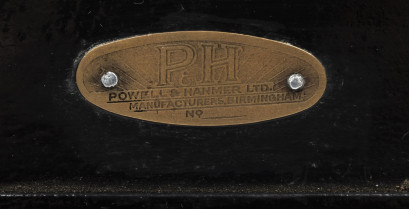 P.H
POWELL & HANMER LTD.
MANUFACTURERS, BIRMINGHAM
No